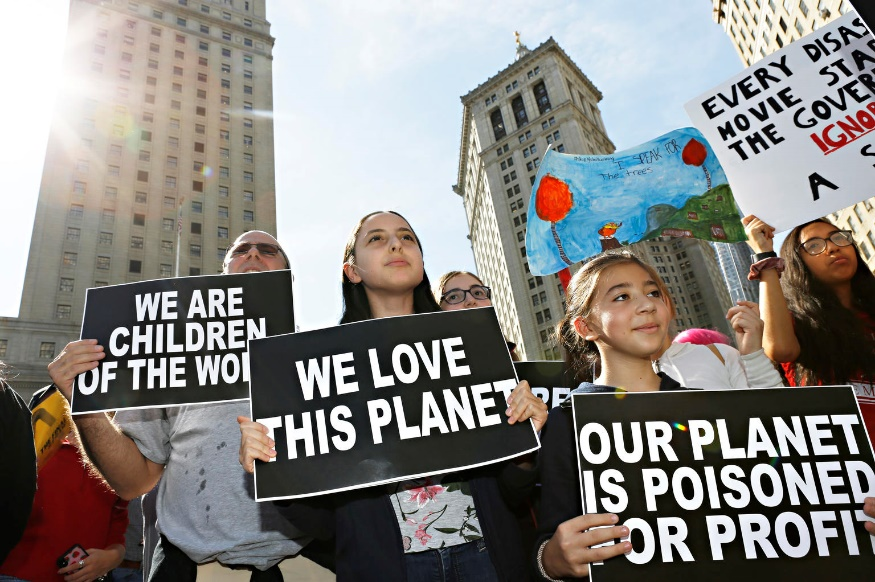 WE ARE
CHILDREN
OF THE WO
WE LOVE
THIS PLANET
I SPEAK FOR
The trees
EVERY DISAS
MOVIE STA
THE GOVER
IGNO
A S
OUR PLANET
IS POISONED
FOR PROFIT